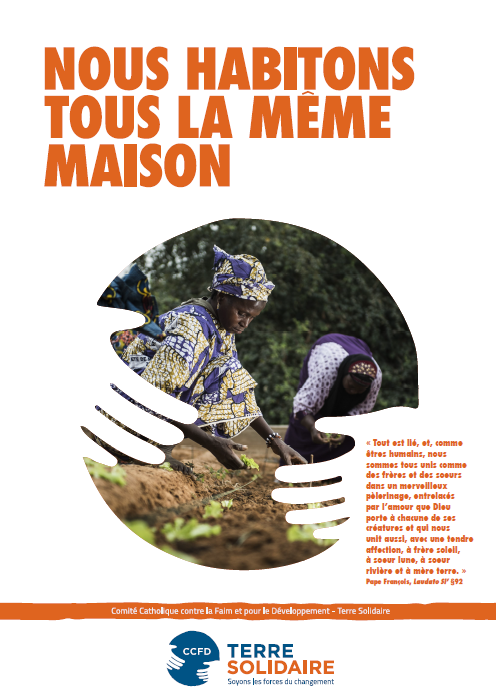 NOUS HABITONS
TOUS LA MÊME
MAISON
« Tout est lié, et, comme
êtres humains, nous
sommes tous unis comme
des frères et des soeurs
dans un merveilleux
pèlerinage, entrelacés
par l'amour que Dieu
porte à chacune de ses
créatures et qui nous
unit aussi, avec une tendre
affection, à frère soleil,
à soeur lune, à soeur
rivière et à mère terre. »
Pape François, Laudato Si' §92
Comité Catholique contre la Faim et pour le Développement - Terre Solidaire
CCFD
TERRE
SOLIDAIRE
Soyons les forces du changement